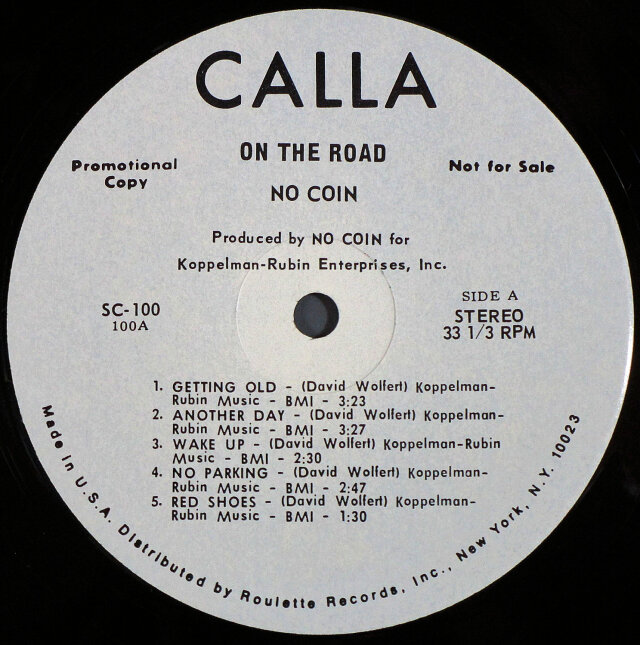 CALLA
ON THE ROAD
Promotional
Copy
Not for Sale
NO COIN
Produced by NO COIN for
Koppelman-Rubin Enterprises, Inc.
SC-100
100A
SIDE A
STEREO
33 1/3 RPM
1. GETTING OLD - (David Wolfert) Koppelman-
Rubin Music - BMI - 3:23
2. ANOTHER DAY - (David Wolfert) Koppelman-
Rubin Music - BMI - 3:27
3. WAKE UP - (David Wolfert) Koppelman-Rubin
Music - BMI - 2:30
4. NO PARKING - (David Wolfert) Koppelman-
Rubin Music - BMI - 2:47
5. RED SHOES - (David Wolfert) Koppelman-
Rubin Music - BMI - 1:30
Made in U.S.A. Distributed by Roulette Records, Inc., New York, N.Y. 10023